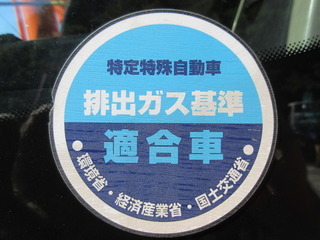 特定特殊自動車
排出ガス基準
適合車
・環境省・経済産業省・国土交通省・